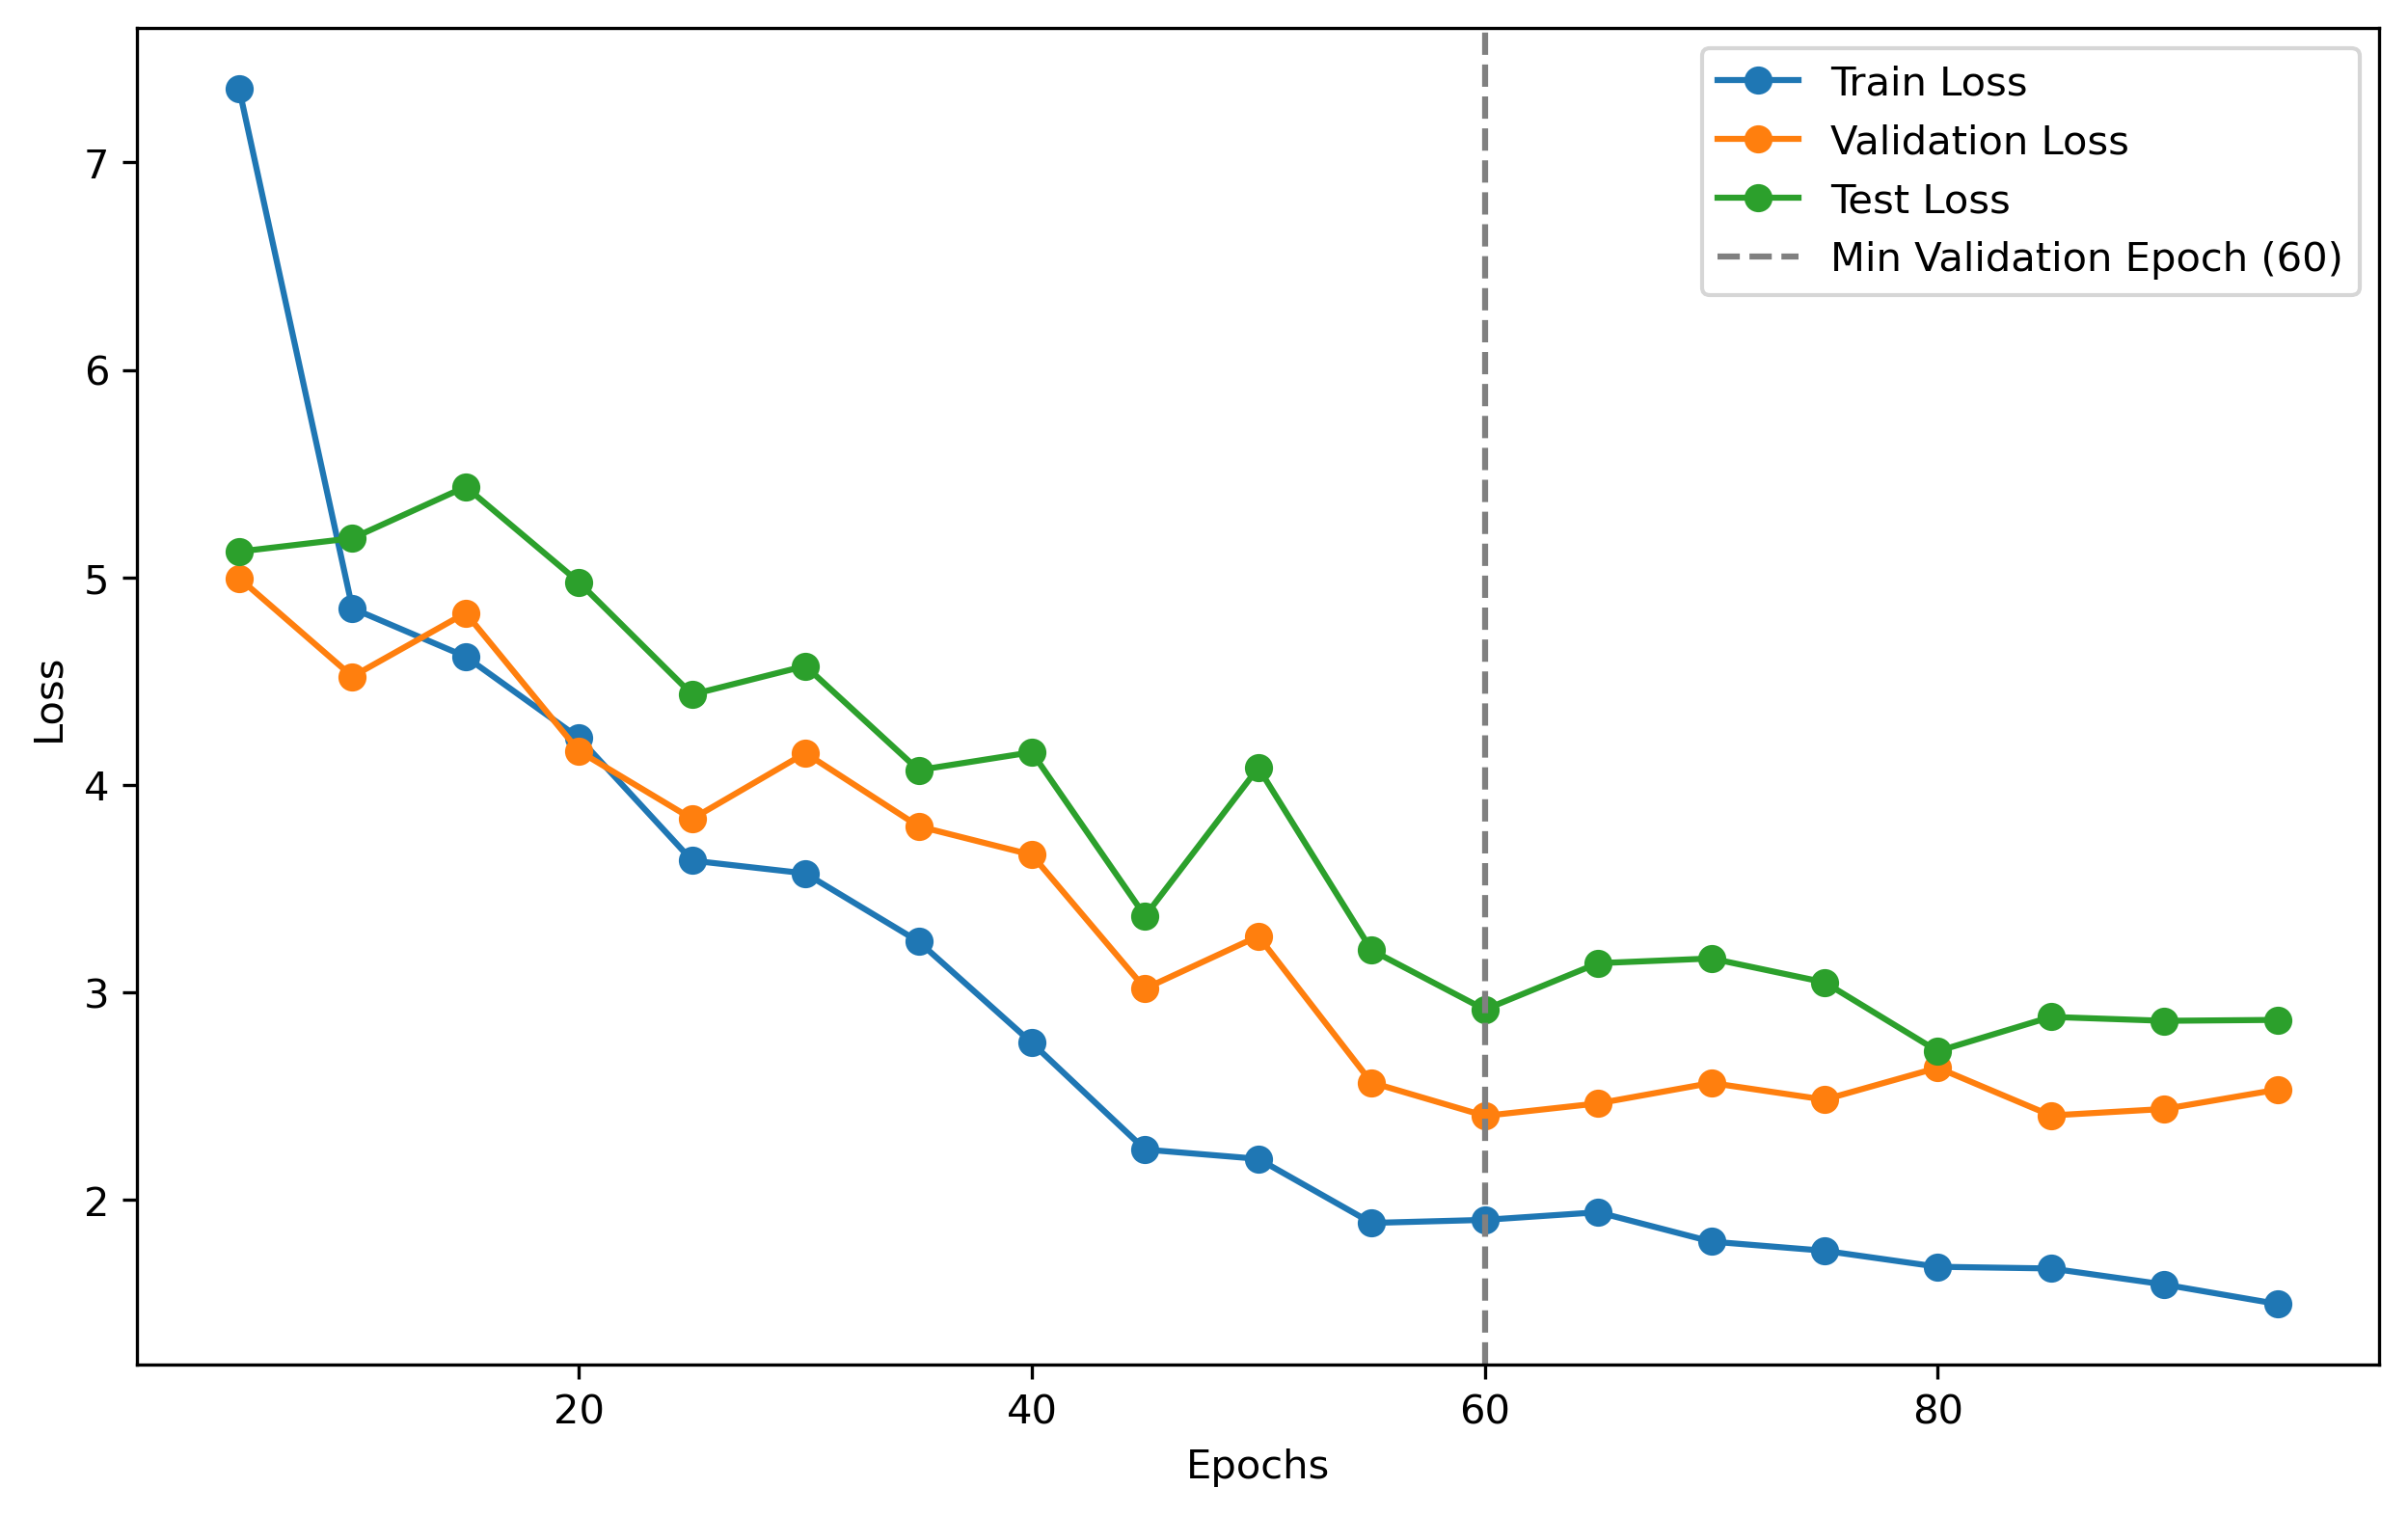 Train Loss
Validation Loss
Test Loss
Min Validation Epoch (60)
7
6
5
4
3
2
Loss
20 40 60 80
Epochs